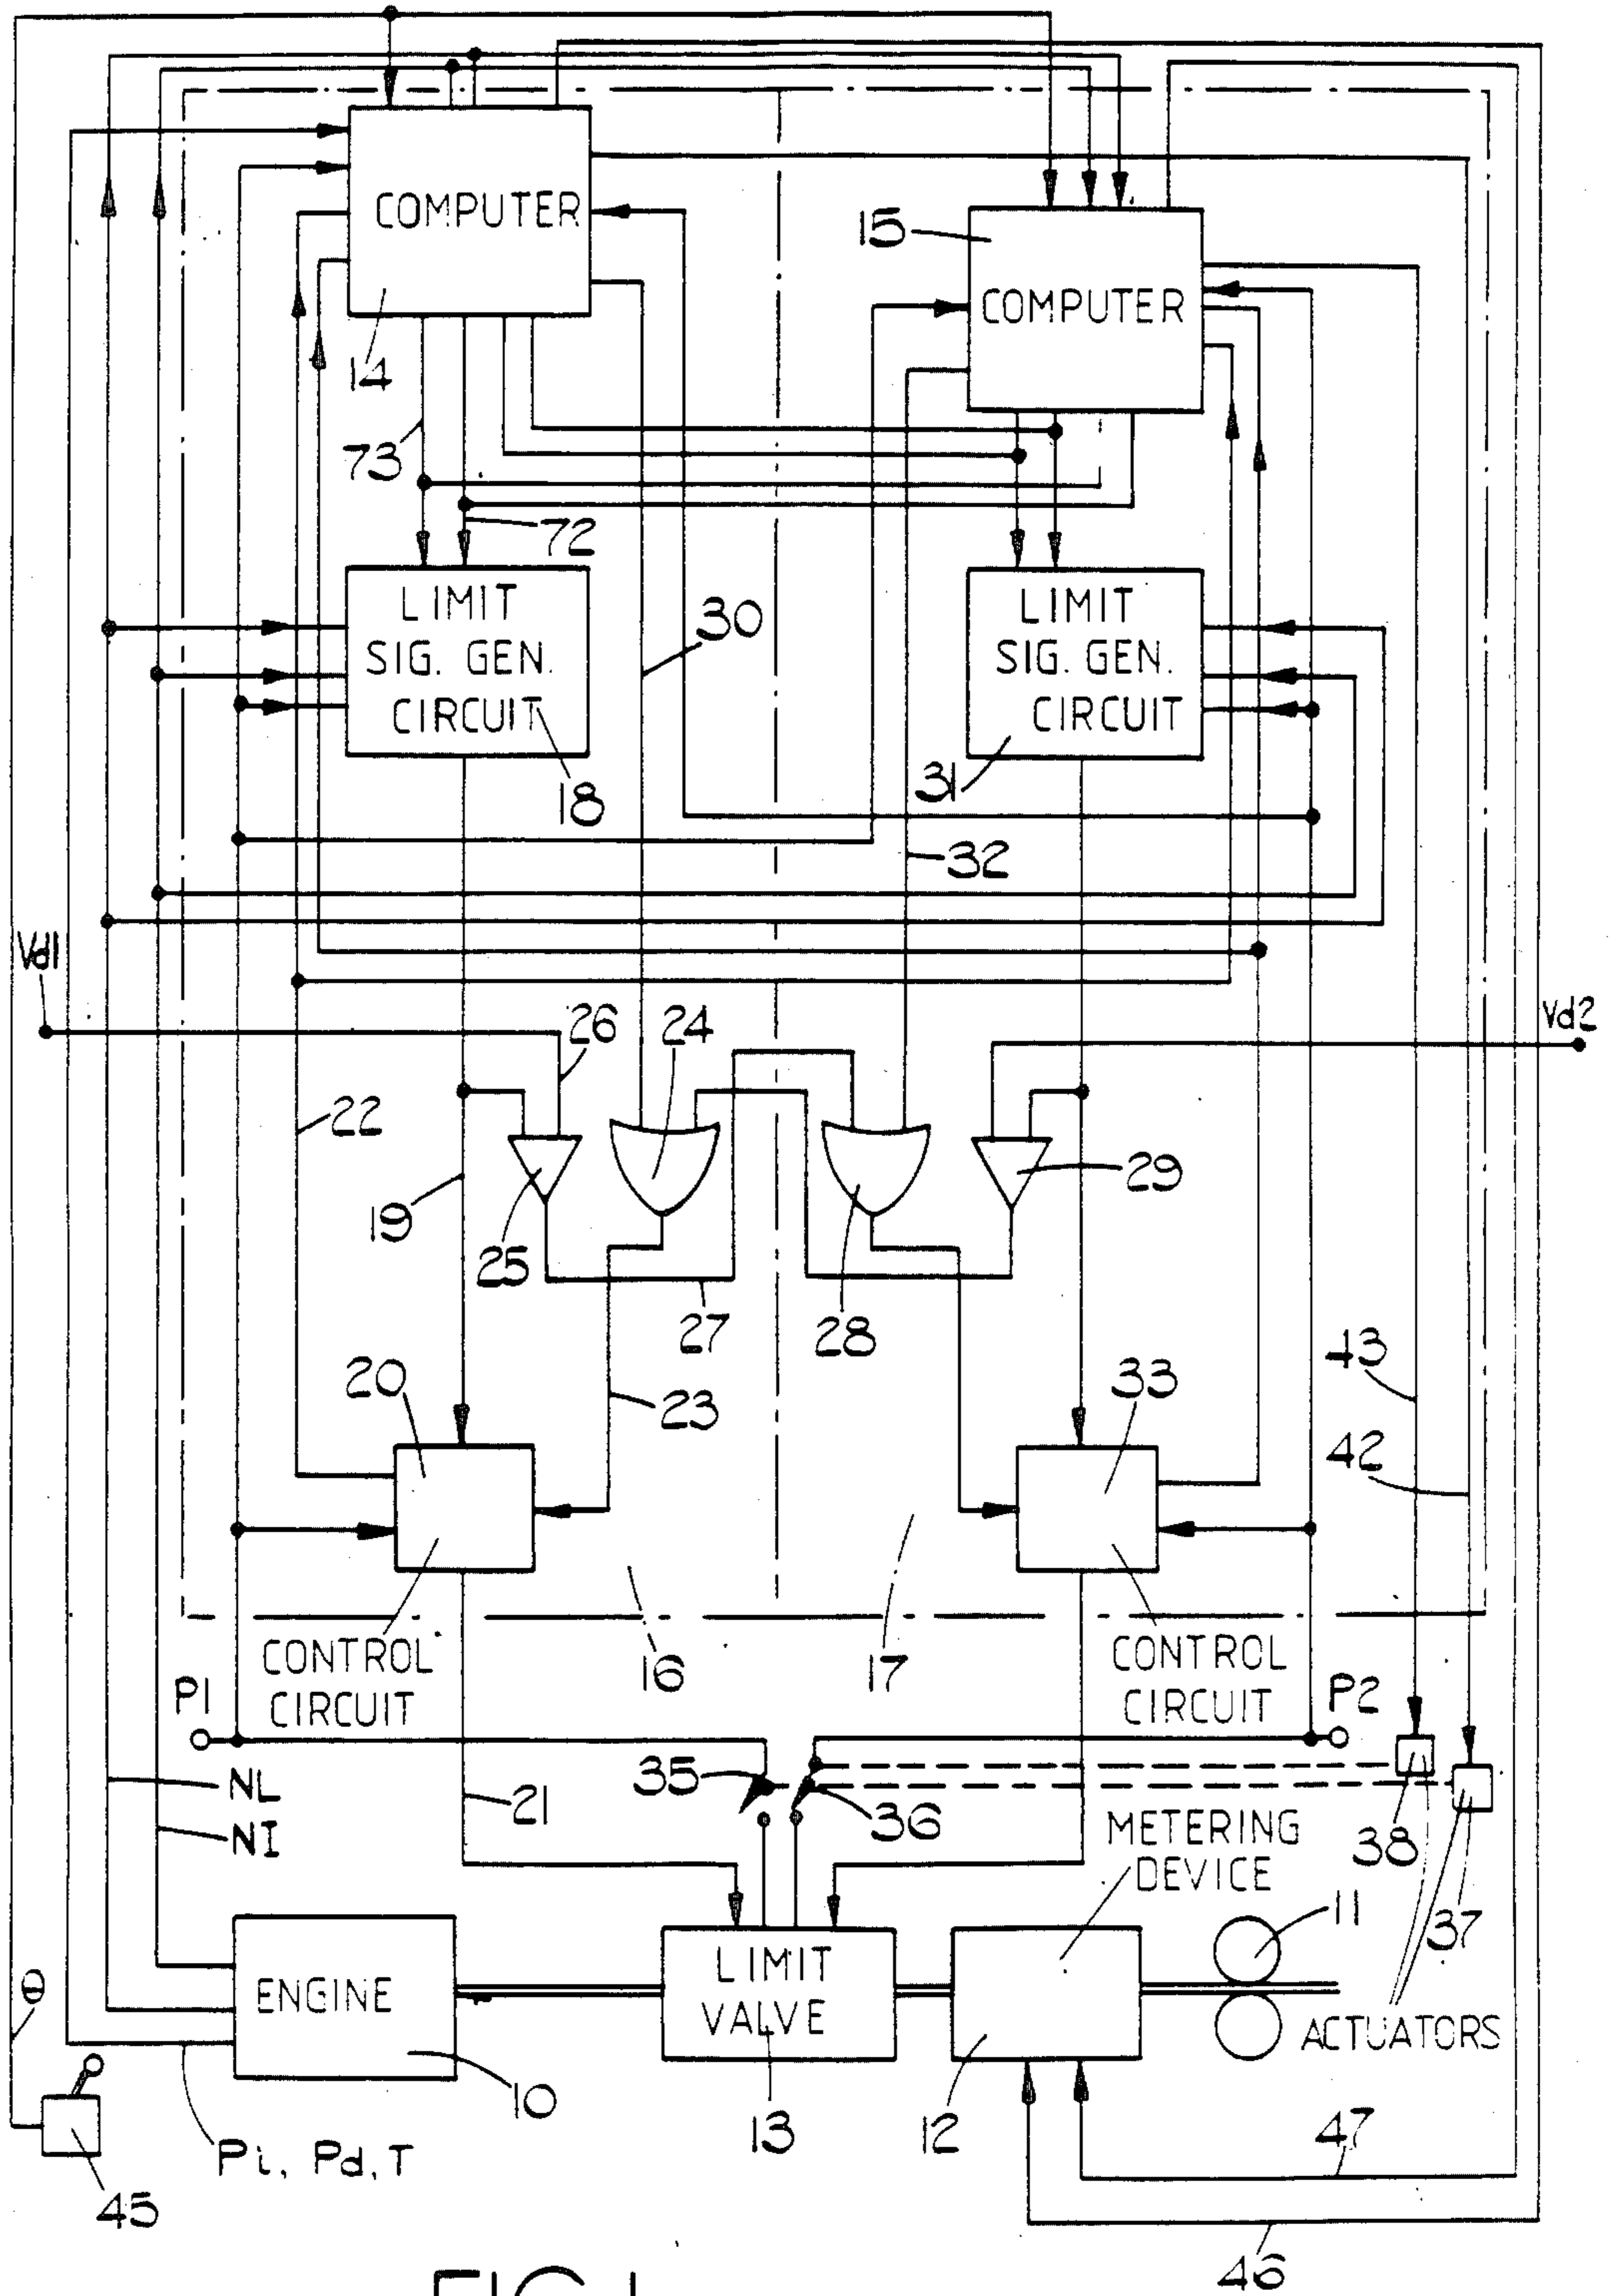 COMPUTER
15
COMPUTER
14
73
72
LIMIT
SIG. GEN.
CIRCUIT
18
30
LIMIT
SIG. GEN.
CIRCUIT
31
32
Vd1
Vd2
26
24
22
29
19
25
27
28
20
23
33
43
42
CONTROL
CIRCUIT
16
17
CONTROL
CIRCUIT
P1
P2
35
36
NL
NI
21
METERING
DEVICE
38
37
11
θ
ENGINE
10
LIMIT
VALVE
13
12
ACTUATORS
45
Pi, Pd, T
47
46
FIG.I.